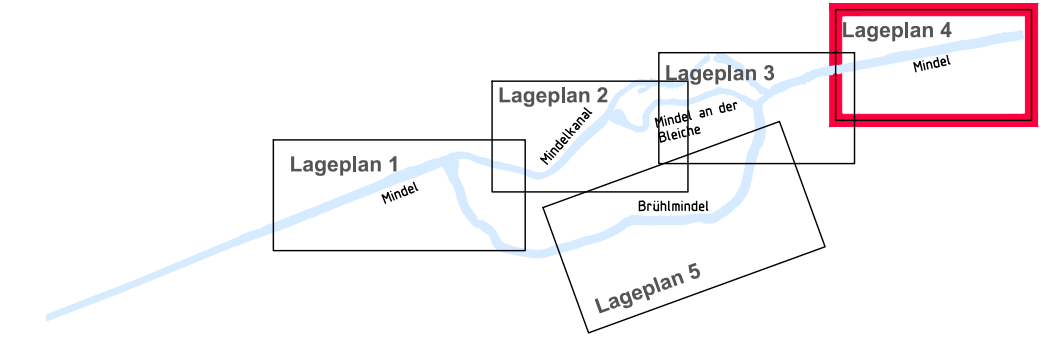 Lageplan 4
Mindel
Lageplan 3
Lageplan 2
Mindel an der
Bleiche
Mindelkanal
Lageplan 1
Mindel
Brühlmindel
Lageplan 5